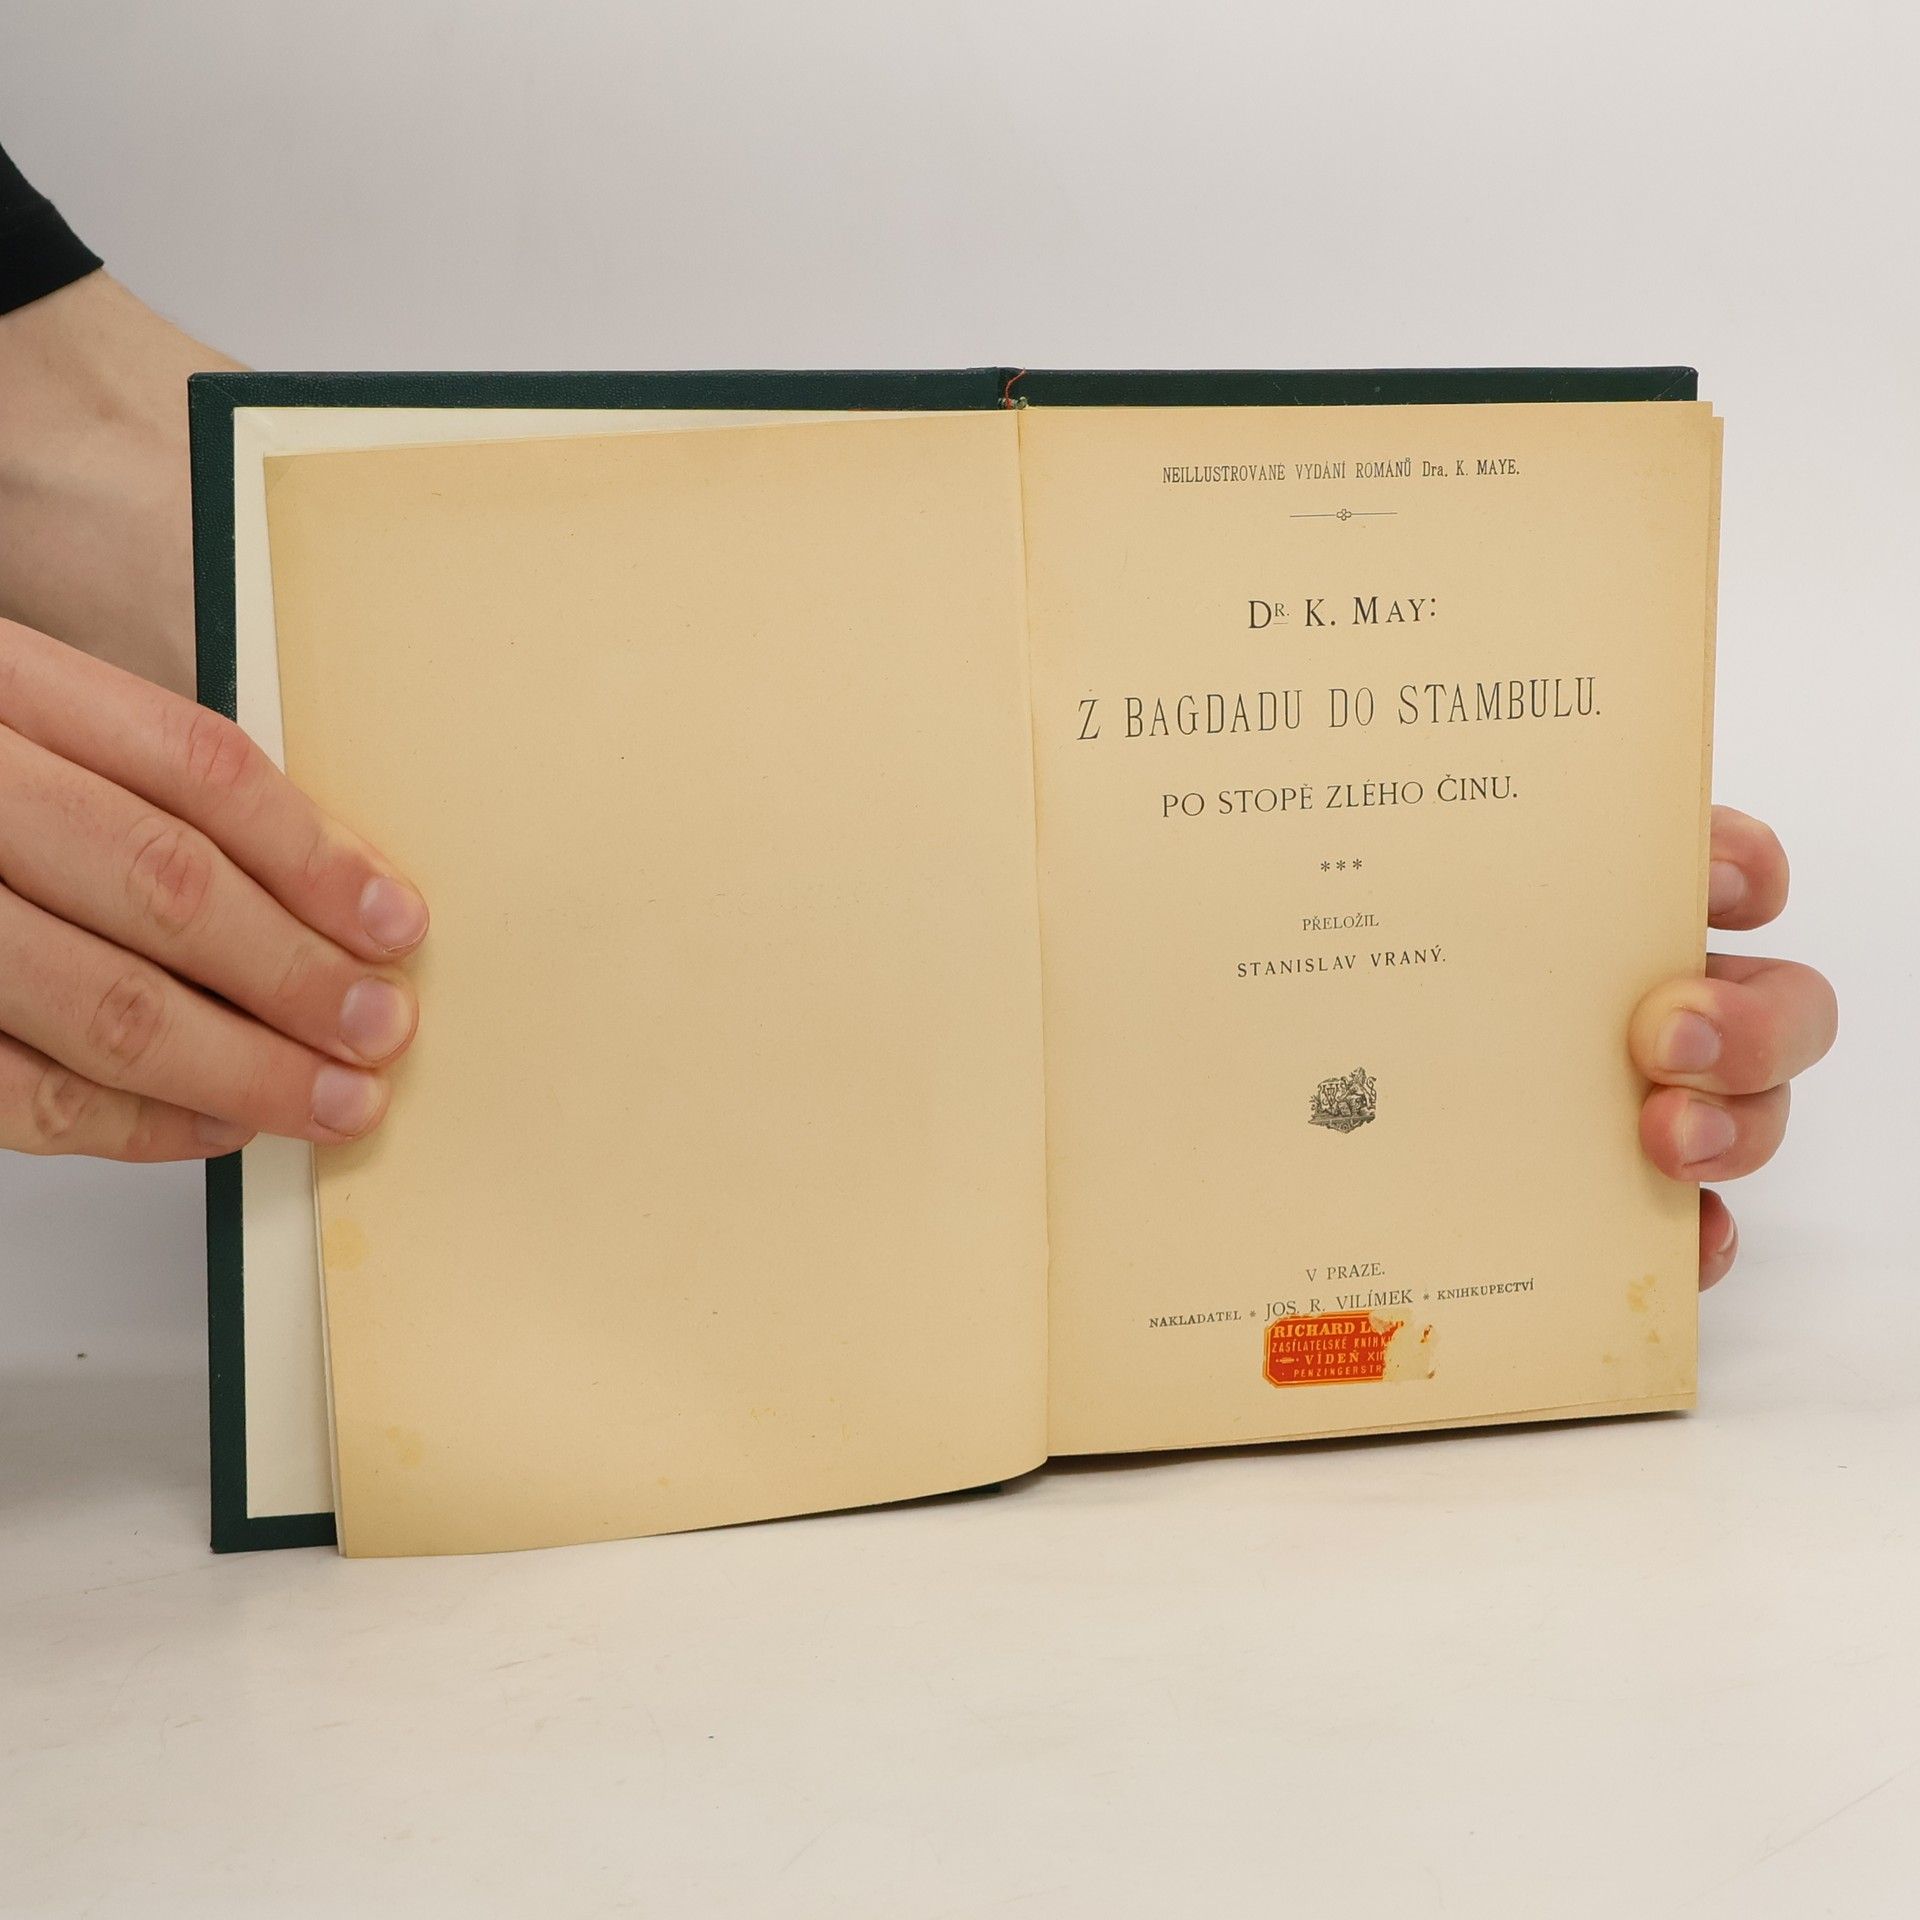 NEILLUSTROVANÉ VYDÁNÍ ROMÁNŮ Dra. K. MAYE.
DR. K. MAY:
Z BAGDADU DO STAMBULU.
PO STOPĚ ZLÉHO ČINU.
***
PŘELOŽIL
STANISLAV VRANÝ.
V PRAZE.
NAKLADATEL * JOS. R. VILÍMEK * KNIHKUPECTVÍ
RICHARD
ZASÍLATELSKÉ
VÍDEŇ